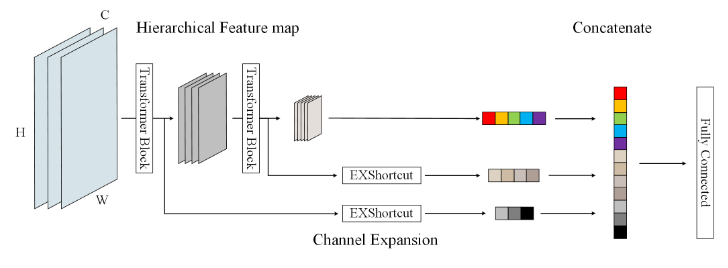 C
Hierarchical Feature map
Concatenate
H
W
Transformer Block
Transformer Block
EXShortcut
EXShortcut
Channel Expansion
Fully Connected